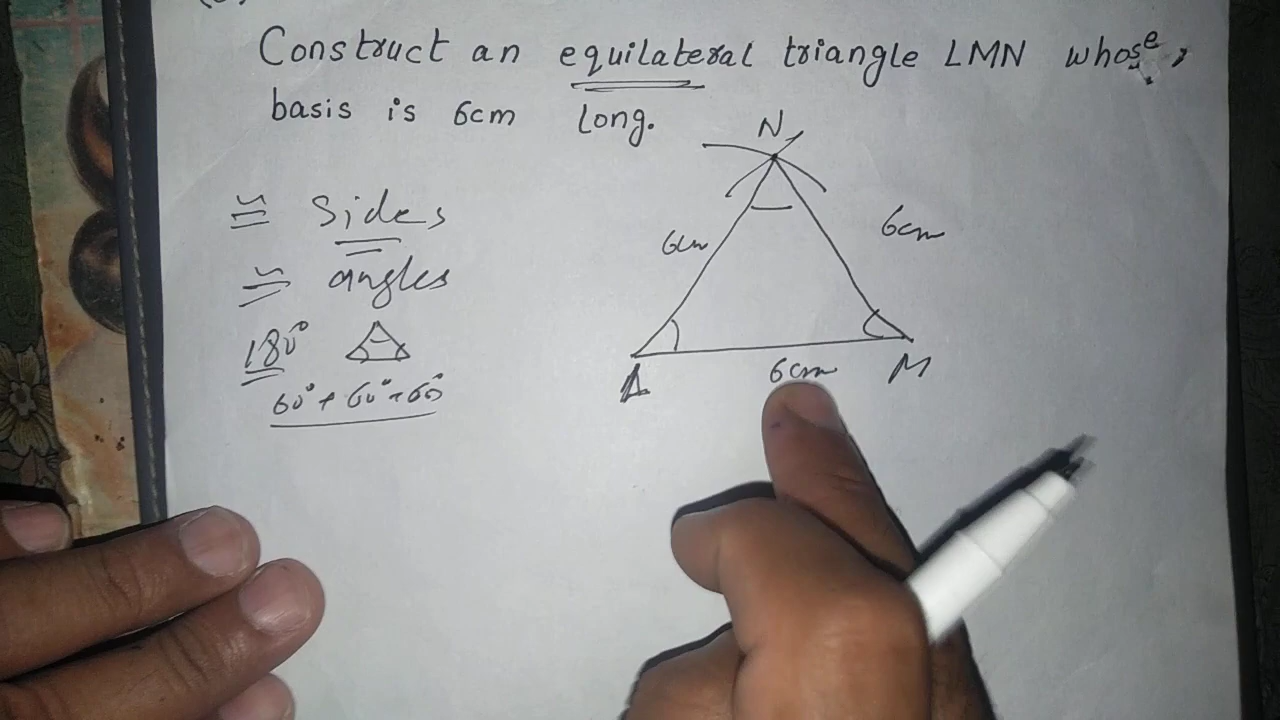 Construct an equilateral triangle LMN whose,
basis is 6cm long.
N
≅ Sides
6cm
6cm
≅ angles
180°
60° + 60° + 60°
6cm
L
M